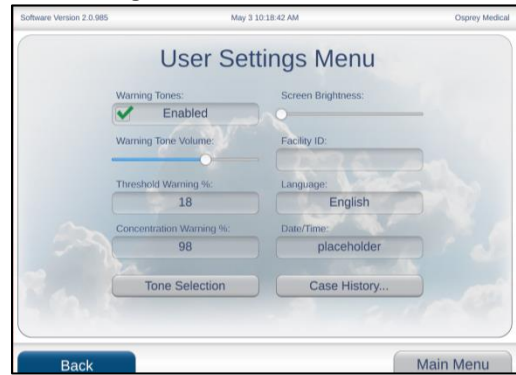 Software Version 2.0.985 May 3 10:18:42 AM Osprey Medical
User Settings Menu
Warning Tones: Screen Brightness:
Enabled
Warning Tone Volume: Facility ID:
Threshold Warning %: Language:
18 English
Concentration Warning %: Date/Time:
98 placeholder
Tone Selection Case History...
Back Main Menu